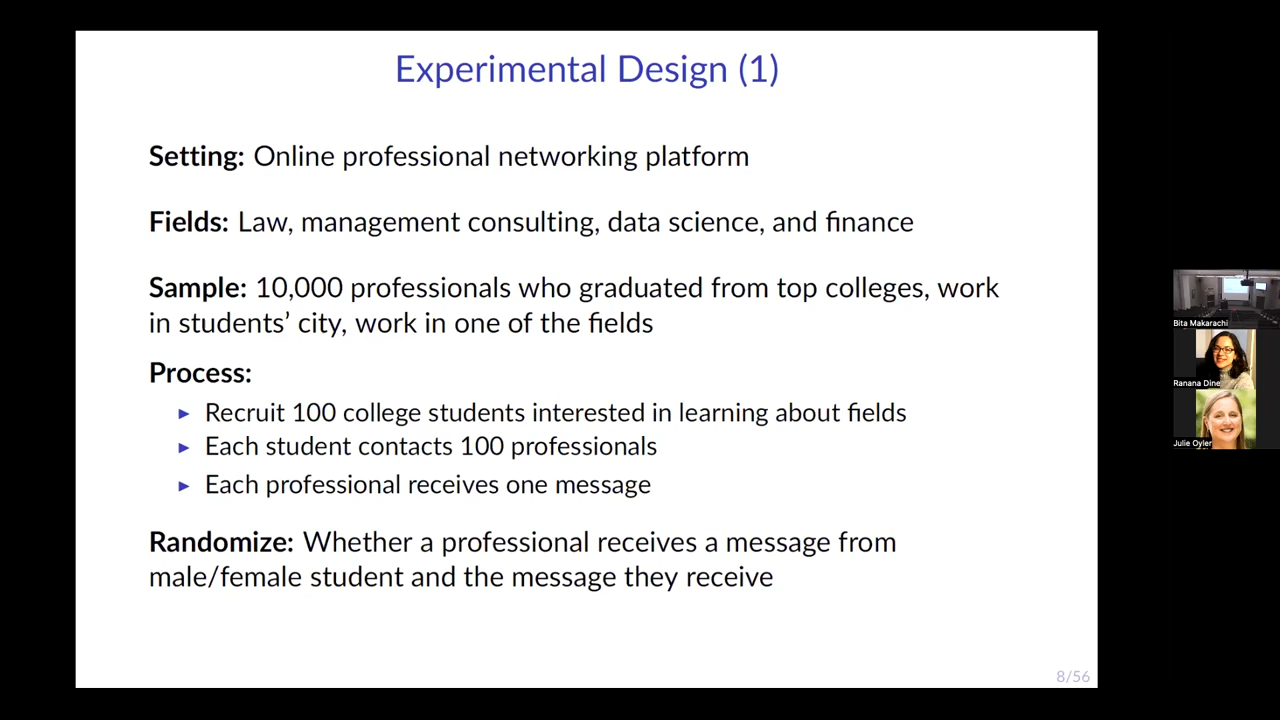 Experimental Design (1)
Setting: Online professional networking platform
Fields: Law, management consulting, data science, and finance
Sample: 10,000 professionals who graduated from top colleges, work
in students' city, work in one of the fields
Process:
▶ Recruit 100 college students interested in learning about fields
▶ Each student contacts 100 professionals
▶ Each professional receives one message
Randomize: Whether a professional receives a message from
male/female student and the message they receive
8/56
Bita Makarachi
Ranana Dine
Julie Oyler